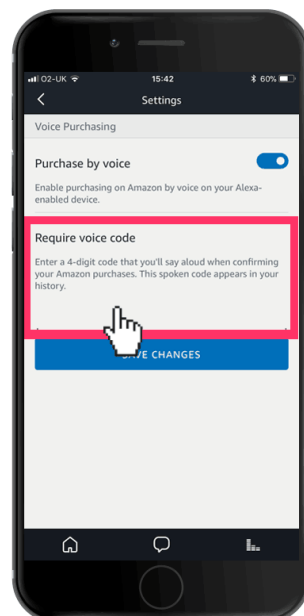 O2-UK 15:42 60%
Settings
Voice Purchasing
Purchase by voice
Enable purchasing on Amazon by voice on your Alexa-
enabled device.
Require voice code
Enter a 4-digit code that you'll say aloud when confirming
your Amazon purchases. This spoken code appears in your
history.
CHANGES